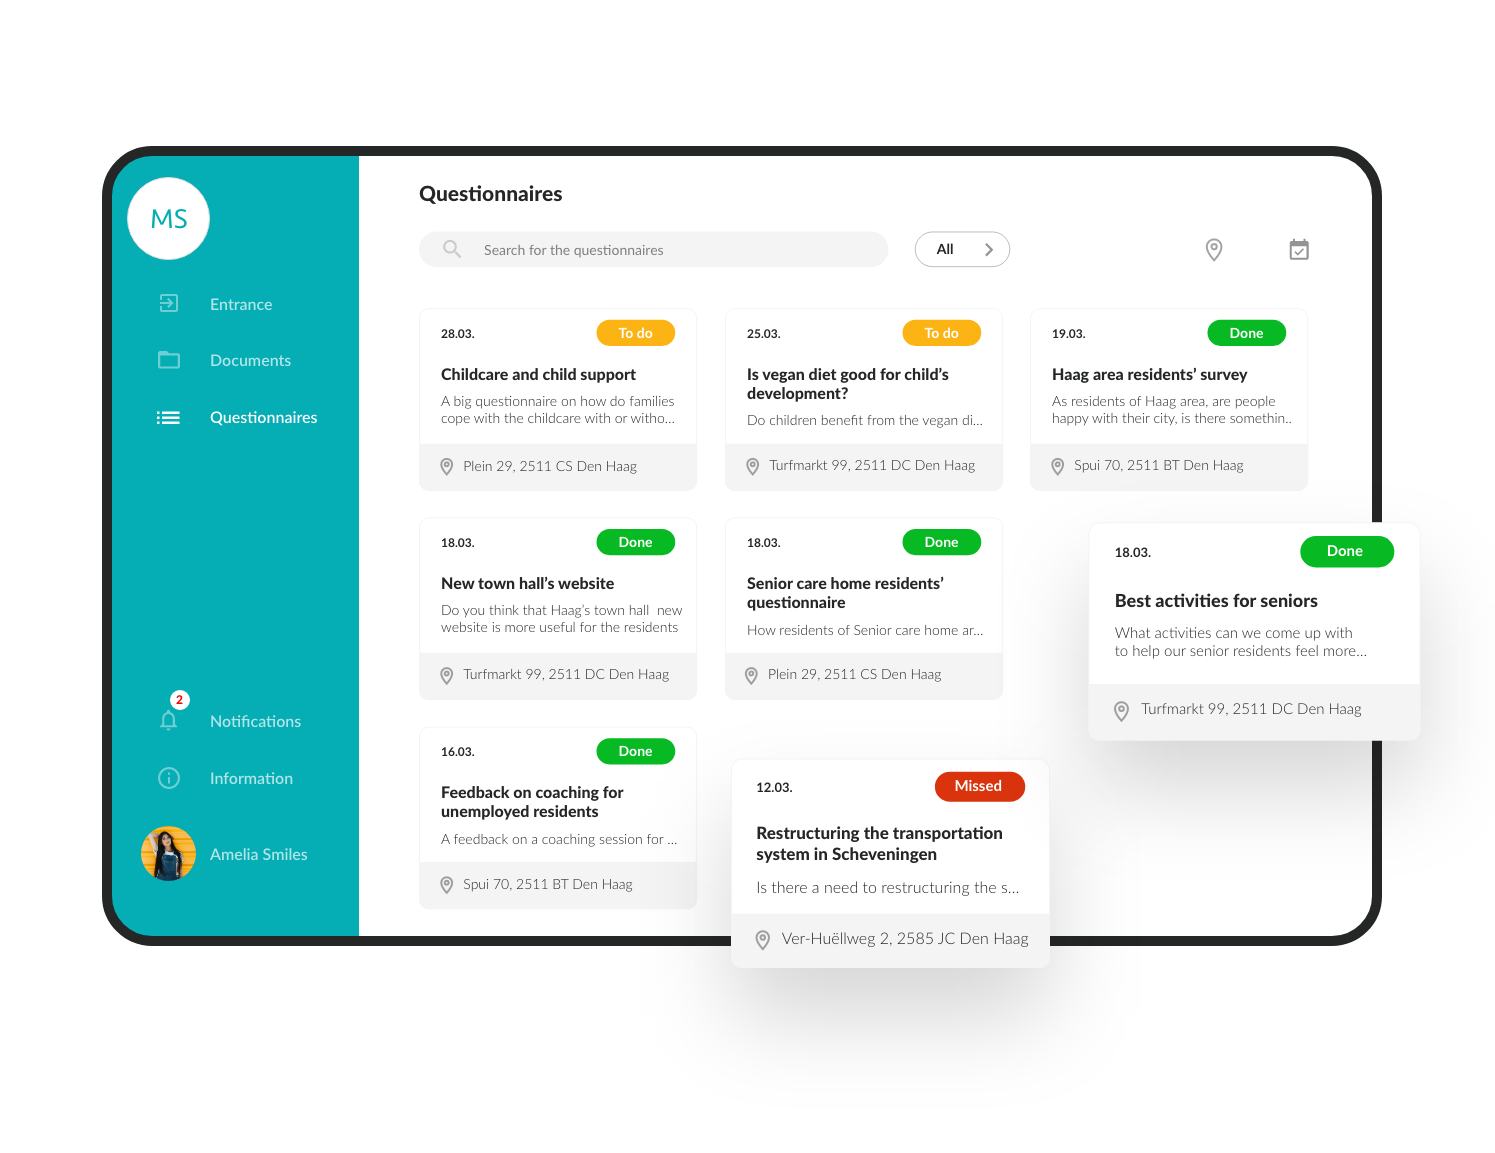 MS
Entrance
Documents
Questionnaires
2
Notifications
Information
Amelia Smiles
Questionnaires
Search for the questionnaires
All
28.03.
To do
Childcare and child support
A big questionnaire on how do families
cope with the childcare with or witho...
Plein 29, 2511 CS Den Haag
25.03.
To do
Is vegan diet good for child’s
development?
Do children benefit from the vegan di...
Turfmarkt 99, 2511 DC Den Haag
19.03.
Done
Haag area residents’ survey
As residents of Haag area, are people
happy with their city, is there somethin..
Spui 70, 2511 BT Den Haag
18.03.
Done
New town hall’s website
Do you think that Haag’s town hall  new
website is more useful for the residents
Turfmarkt 99, 2511 DC Den Haag
18.03.
Done
Senior care home residents’
questionnaire
How residents of Senior care home ar...
Plein 29, 2511 CS Den Haag
18.03.
Done
Best activities for seniors
What activities can we come up with
to help our senior residents feel more...
Turfmarkt 99, 2511 DC Den Haag
16.03.
Done
Feedback on coaching for
unemployed residents
A feedback on a coaching session for ...
Spui 70, 2511 BT Den Haag
12.03.
Missed
Restructuring the transportation
system in Scheveningen
Is there a need to restructuring the s...
Ver-Huëllweg 2, 2585 JC Den Haag